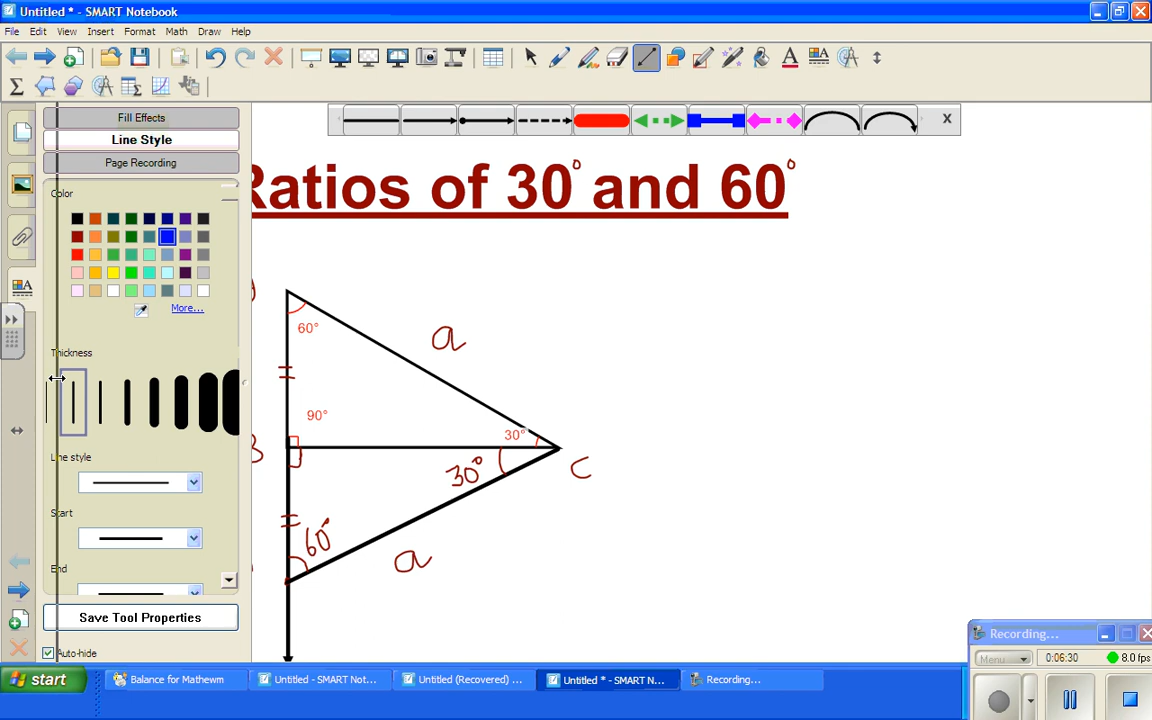 Untitled * - SMART Notebook
File Edit View Insert Format Math Draw Help
Fill Effects
Line Style
Page Recording
Color
More...
Thickness
Line style
Start
End
Save Tool Properties
Auto-hide
X
Ratios of 30° and 60°
60°
a
90°
30°
B
30°
C
60°
a
Recording...
Menu
0:06:30
8.0 fps
start
Balance for Mathewm
Untitled - SMART Not...
Untitled (Recovered) ...
Untitled * - SMART N...
Recording...